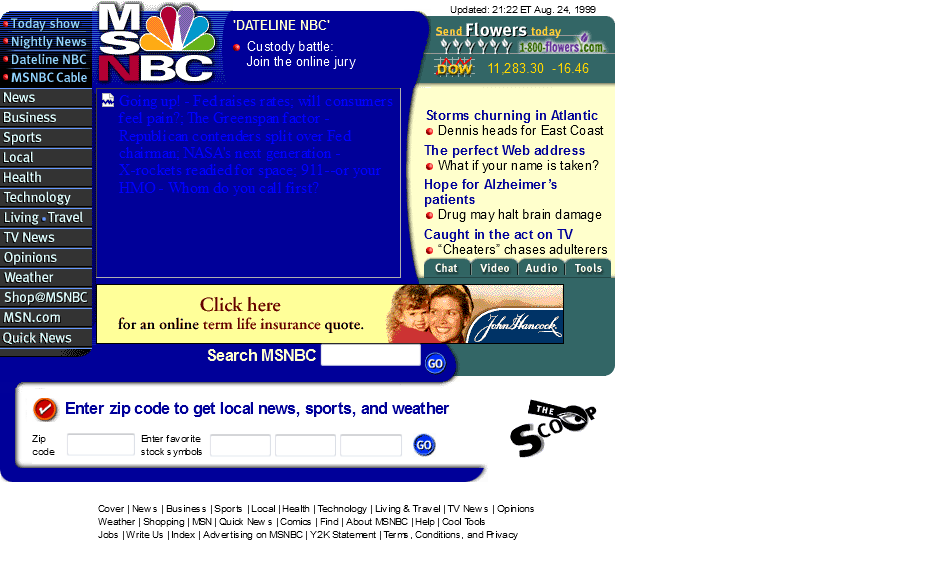 Updated: 21:22 ET Aug. 24, 1999
Today show
Nightly News
Dateline NBC
MSNBC Cable
MSNBC
'DATELINE NBC'
Custody battle:
Join the online jury
Send Flowers today
1-800-flowers.com
DOW 11,283.30 -16.46
News
Business
Sports
Local
Health
Technology
Living • Travel
TV News
Opinions
Weather
Shop@MSNBC
MSN.com
Quick News
Going up! - Fed raises rates, will consumers
feel pain?; The Greenspan factor -
Republican contenders split over Fed
chairman; NASA's next generation -
X-rockets readied for space; 911 - or your
HMO - Whom do you call first?
Storms churning in Atlantic
Dennis heads for East Coast
The perfect Web address
What if your name is taken?
Hope for Alzheimer's
patients
Drug may halt brain damage
Caught in the act on TV
“Cheaters” chases adulterers
Chat Video Audio Tools
Click here
for an online term life insurance quote.
John Hancock
Search MSNBC GO
Enter zip code to get local news, sports, and weather
Zip
code
Enter favorite
stock symbols
GO
THE
SCOOP
Cover | News | Business | Sports | Local | Health | Technology | Living & Travel | TV News | Opinions
Weather | Shopping | MSN | Quick News | Comics | Find | About MSNBC | Help | Cool Tools
Jobs | Write Us | Index | Advertising on MSNBC | Y2K Statement | Terms, Conditions, and Privacy